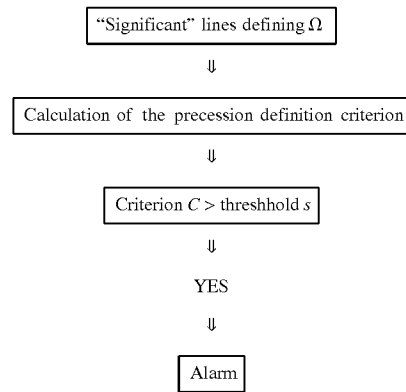 “Significant” lines defining Ω
⇓
Calculation of the precession definition criterion
⇓
Criterion C > threshhold s
⇓
YES
⇓
Alarm